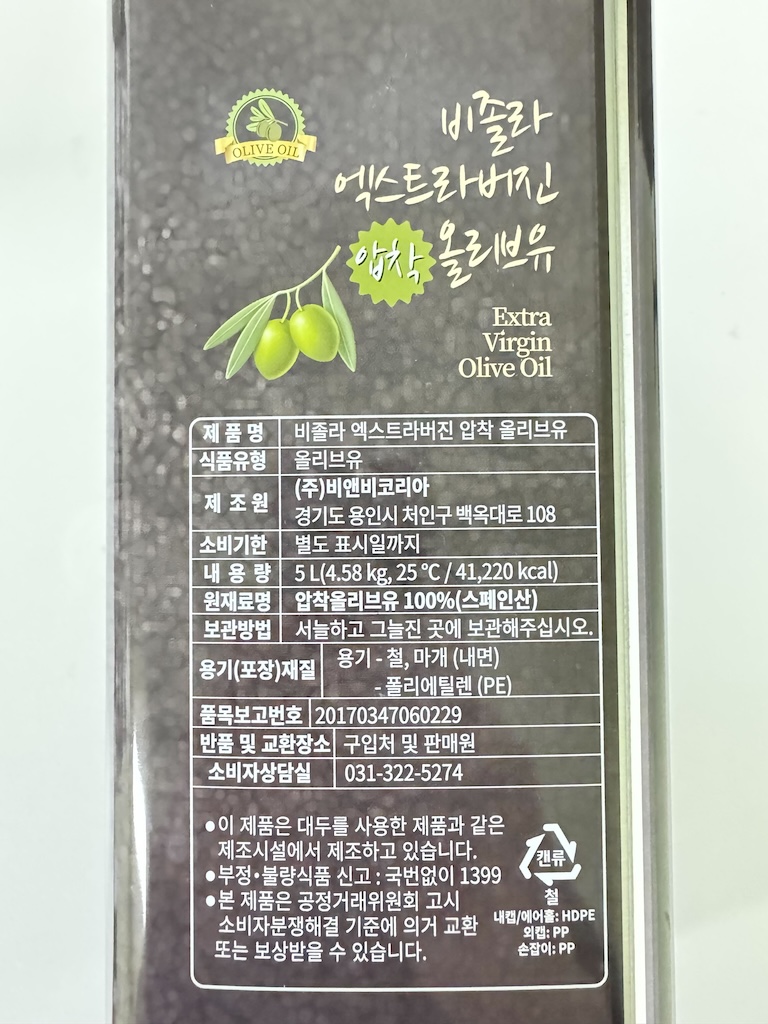 OLIVE OIL
비졸라
엑스트라버진
압착 올리브유
Extra
Virgin
Olive Oil
제품명 비졸라 엑스트라버진 압착 올리브유
식품유형 올리브유
제조원 (주)비앤비코리아
경기도 용인시 처인구 백옥대로 108
소비기한 별도 표시일까지
내용량 5 L(4.58 kg, 25 ℃ / 41,220 kcal)
원재료명 압착올리브유 100%(스페인산)
보관방법 서늘하고 그늘진 곳에 보관해주십시오.
용기(포장)재질 용기 - 철, 마개 (내면)
- 폴리에틸렌 (PE)
품목보고번호 20170347060229
반품 및 교환장소 구입처 및 판매원
소비자상담실 031-322-5274
●이 제품은 대두를 사용한 제품과 같은
제조시설에서 제조하고 있습니다.
●부정·불량식품 신고 : 국번없이 1399
●본 제품은 공정거래위원회 고시
소비자분쟁해결 기준에 의거 교환
또는 보상받을 수 있습니다.
캔류
철
내캡/에어홀: HDPE
외캡: PP
손잡이: PP